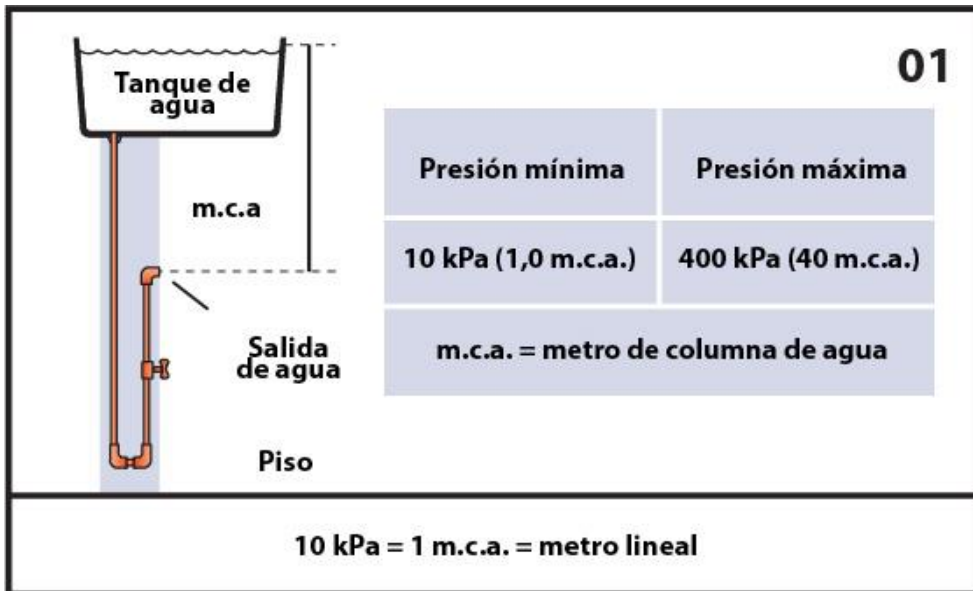 01
Tanque de
agua
m.c.a
Salida
de agua
Piso
Presión mínima
Presión máxima
10 kPa (1,0 m.c.a.)
400 kPa (40 m.c.a.)
m.c.a. = metro de columna de agua
10 kPa = 1 m.c.a. = metro lineal